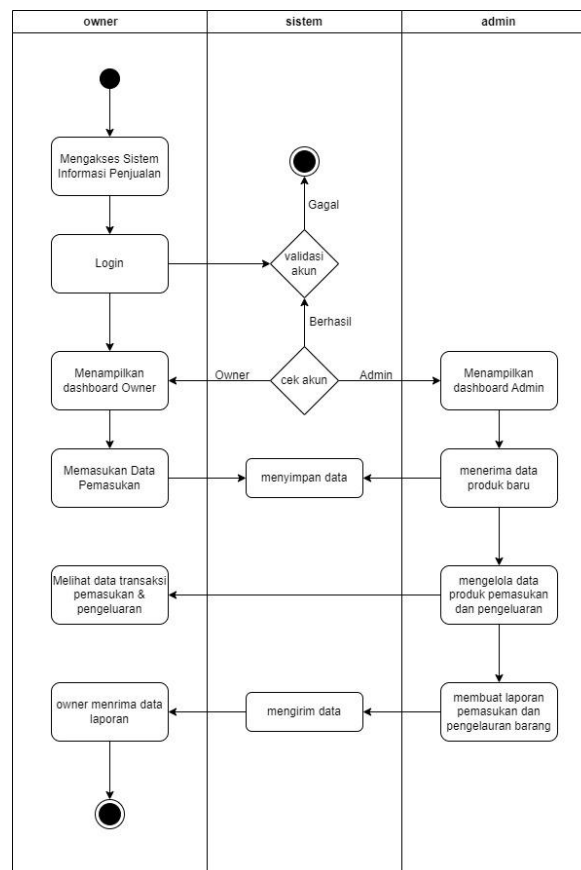 owner
sistem
admin
Mengakses Sistem
Informasi Penjualan
Gagal
Login
validasi
akun
Berhasil
Menampilkan
dashboard Owner
Owner
cek akun
Admin
Menampilkan
dashboard Admin
Memasukan Data
Pemasukan
menyimpan data
menerima data
produk baru
Melihat data transaksi
pemasukan &
pengeluaran
mengelola data
produk pemasukan
dan pengeluaran
owner menrima data
laporan
mengirim data
membuat laporan
pemasukan dan
pengelauran barang